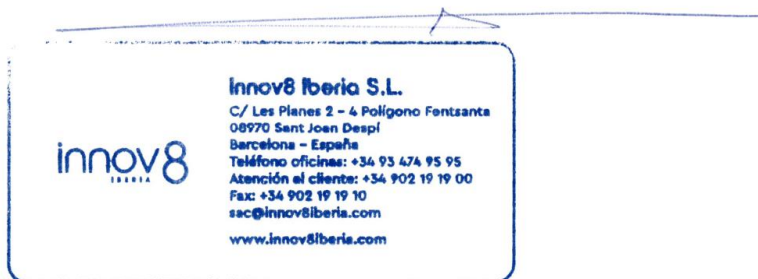 innov8
IBERIA
innov8 Iberia S.L.
C/ Les Planes 2 - 4 Polígono Fontsanta
08970 Sant Joan Despí
Barcelona - España
Teléfono oficinas: +34 93 474 95 95
Atención al cliente: +34 902 19 19 00
Fax: +34 902 19 19 10
sac@innov8iberia.com
www.innov8iberia.com